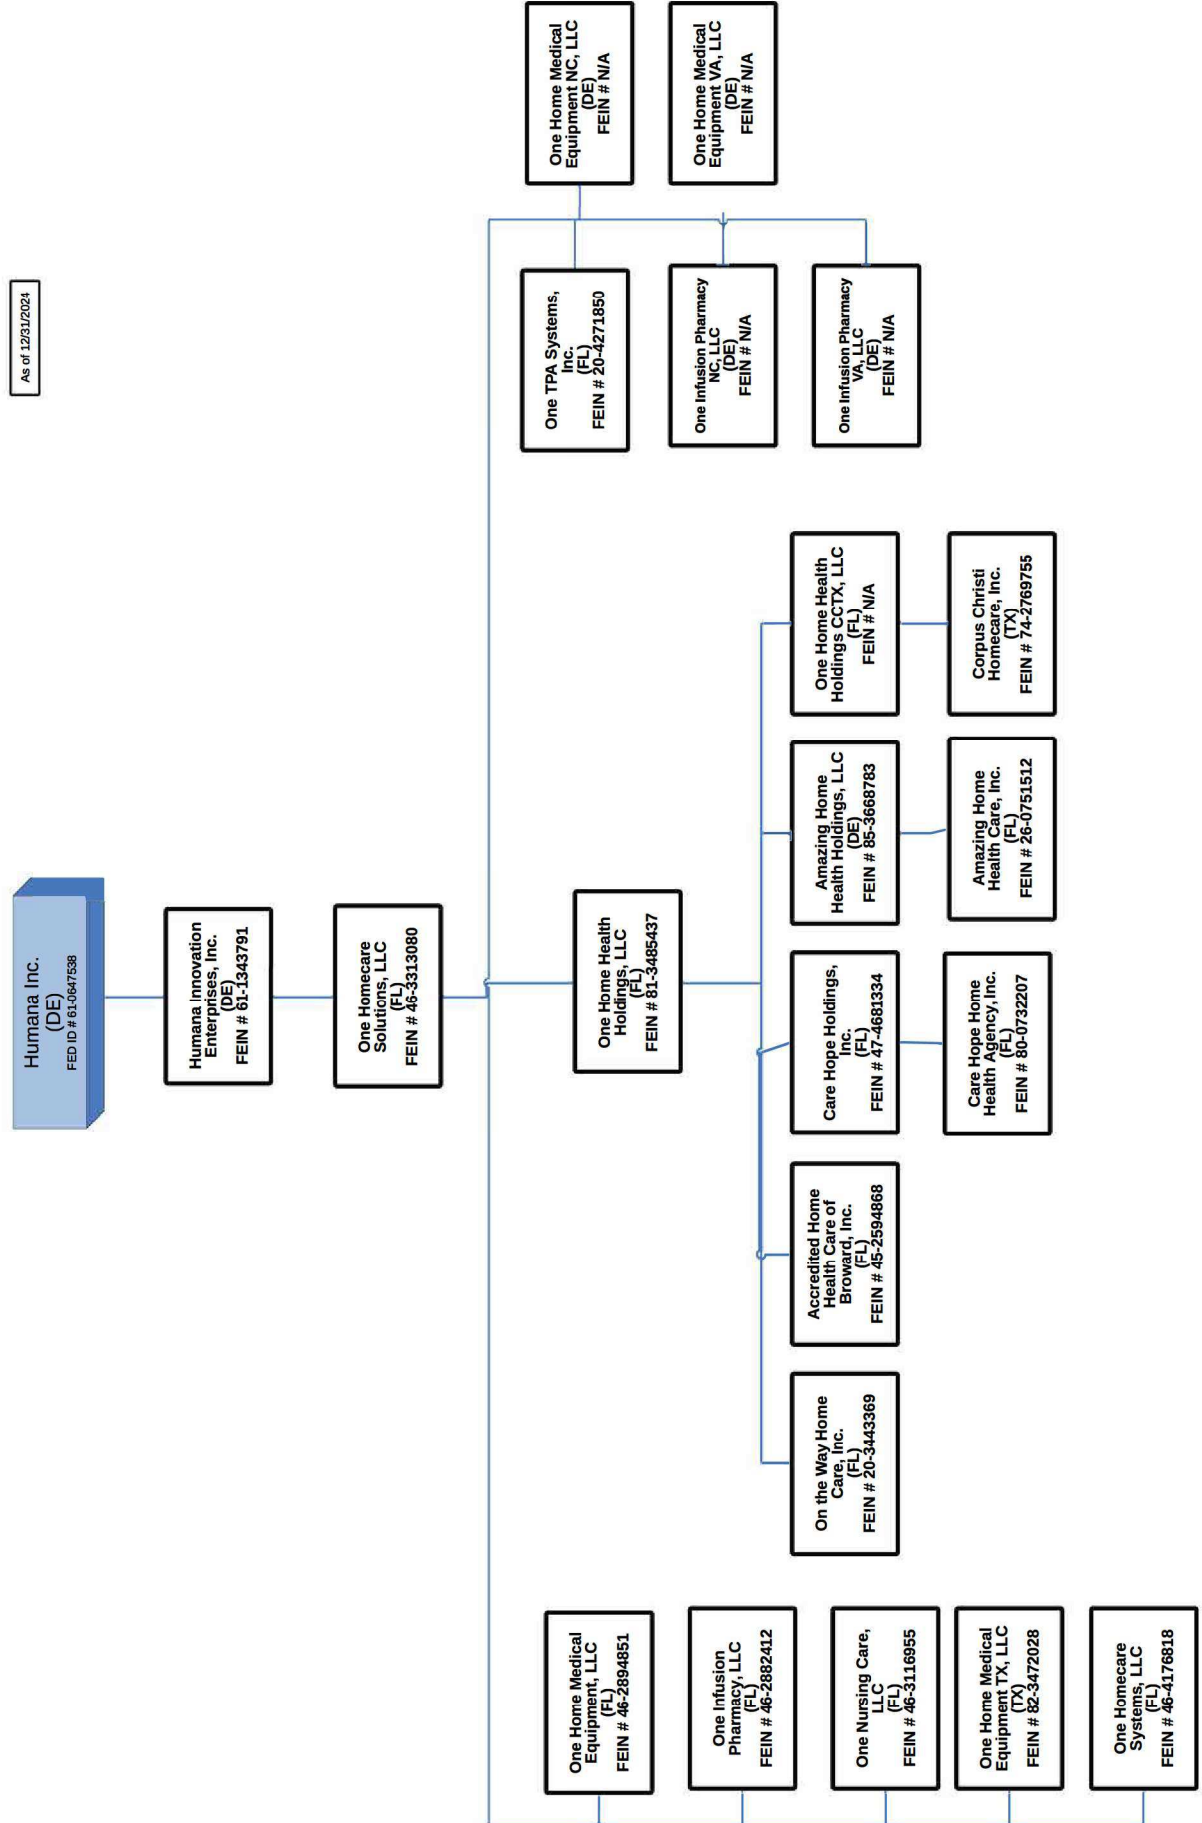 As of 12/31/2024
Humana Inc.
(DE)
FED ID # 61-0647538
Humana Innovation
Enterprises, Inc.
(DE)
FEIN # 61-1343791
One Homecare
Solutions, LLC
(FL)
FEIN # 46-3313080
One Home Medical
Equipment, LLC
(FL)
FEIN # 46-2894851
One Infusion
Pharmacy, LLC
(FL)
FEIN # 46-2882412
One Nursing Care,
LLC
(FL)
FEIN # 46-3116955
One Home Medical
Equipment TX, LLC
(TX)
FEIN # 82-3472028
One Homecare
Systems, LLC
(FL)
FEIN # 46-4176818
One Home Health
Holdings, LLC
(FL)
FEIN # 81-3485437
On the Way Home
Care, Inc.
(FL)
FEIN # 20-3443369
Accredited Home
Health Care of
Broward, Inc.
(FL)
FEIN # 45-2594868
Care Hope Holdings,
Inc.
(FL)
FEIN # 47-4681334
Amazing Home
Health Holdings, LLC
(DE)
FEIN # 85-3668783
One Home Health
Holdings CCTX, LLC
(FL)
FEIN # N/A
Care Hope Home
Health Agency, Inc.
(FL)
FEIN # 80-0732207
Amazing Home
Health Care, Inc.
(FL)
FEIN # 26-0751512
Corpus Christi
Homecare, Inc.
(TX)
FEIN # 74-2769755
One TPA Systems,
Inc.
(FL)
FEIN # 20-4271850
One Infusion Pharmacy
NC, LLC
(DE)
FEIN # N/A
One Infusion Pharmacy
VA, LLC
(DE)
FEIN # N/A
One Home Medical
Equipment NC, LLC
(DE)
FEIN # N/A
One Home Medical
Equipment VA, LLC
(DE)
FEIN # N/A